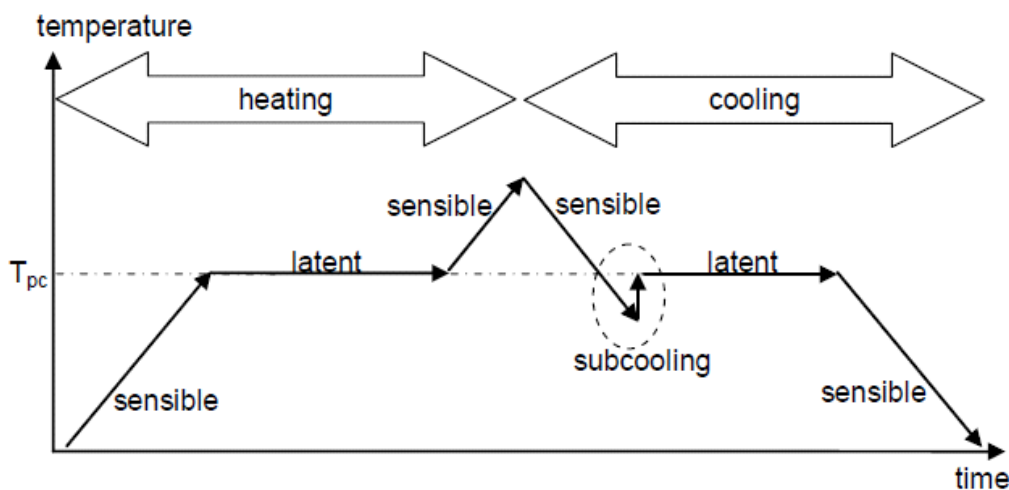 temperature
heating
cooling
sensible
sensible
T_pc
latent
latent
subcooling
sensible
sensible
time